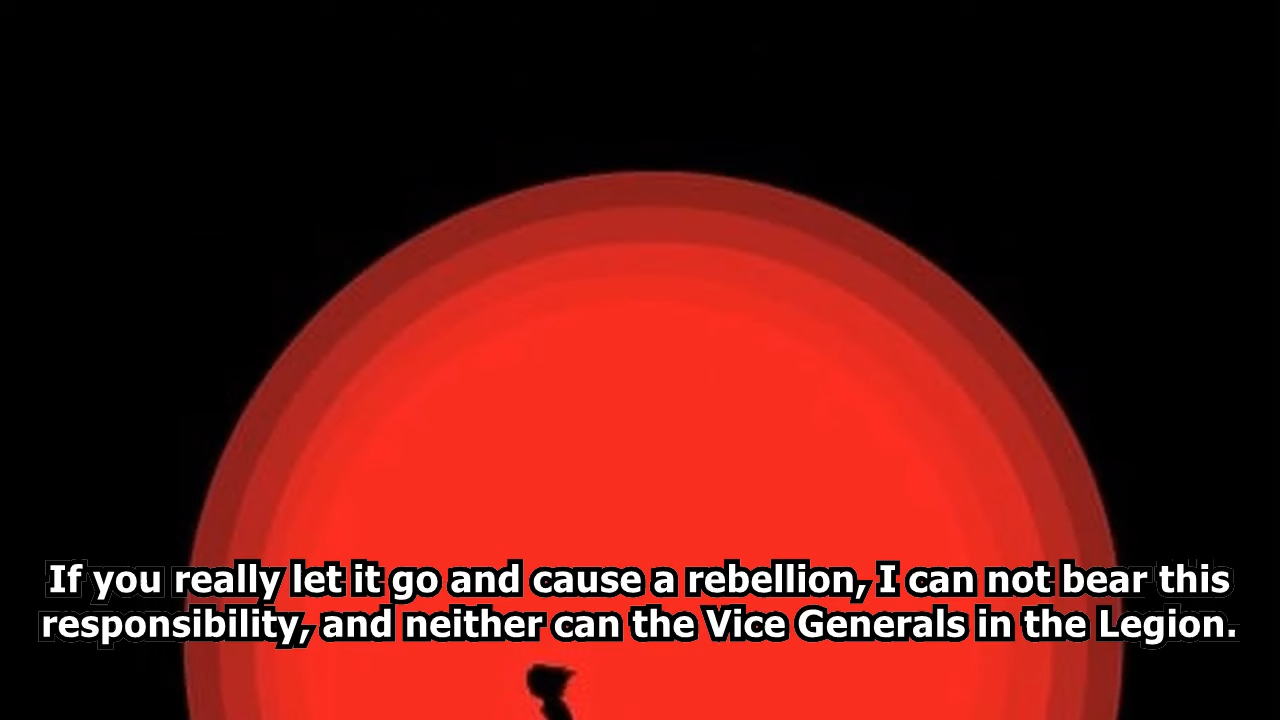 If you really let it go and cause a rebellion, I can not bear this
responsibility, and neither can the Vice Generals in the Legion.